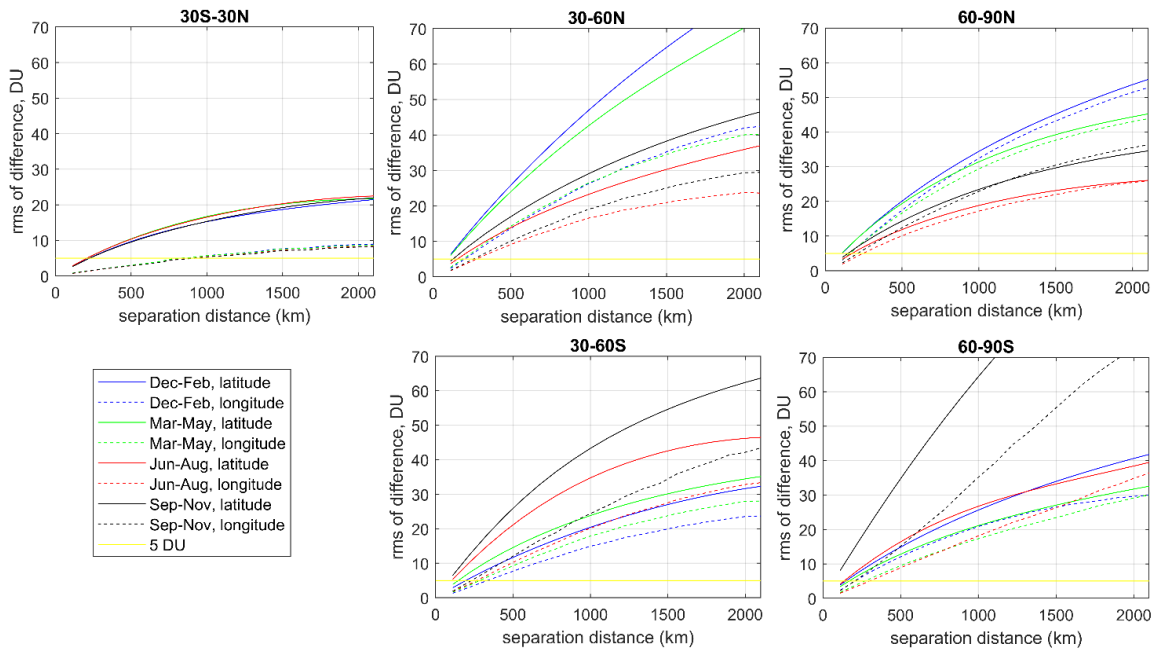 30S-30N
70
60
50
40
30
20
10
0
rms of difference, DU
0 500 1000 1500 2000
separation distance (km)
30-60N
70
60
50
40
30
20
10
0
rms of difference, DU
0 500 1000 1500 2000
separation distance (km)
60-90N
70
60
50
40
30
20
10
0
rms of difference, DU
0 500 1000 1500 2000
separation distance (km)
Dec-Feb, latitude
Dec-Feb, longitude
Mar-May, latitude
Mar-May, longitude
Jun-Aug, latitude
Jun-Aug, longitude
Sep-Nov, latitude
Sep-Nov, longitude
5 DU
30-60S
70
60
50
40
30
20
10
0
rms of difference, DU
0 500 1000 1500 2000
separation distance (km)
60-90S
70
60
50
40
30
20
10
0
rms of difference, DU
0 500 1000 1500 2000
separation distance (km)